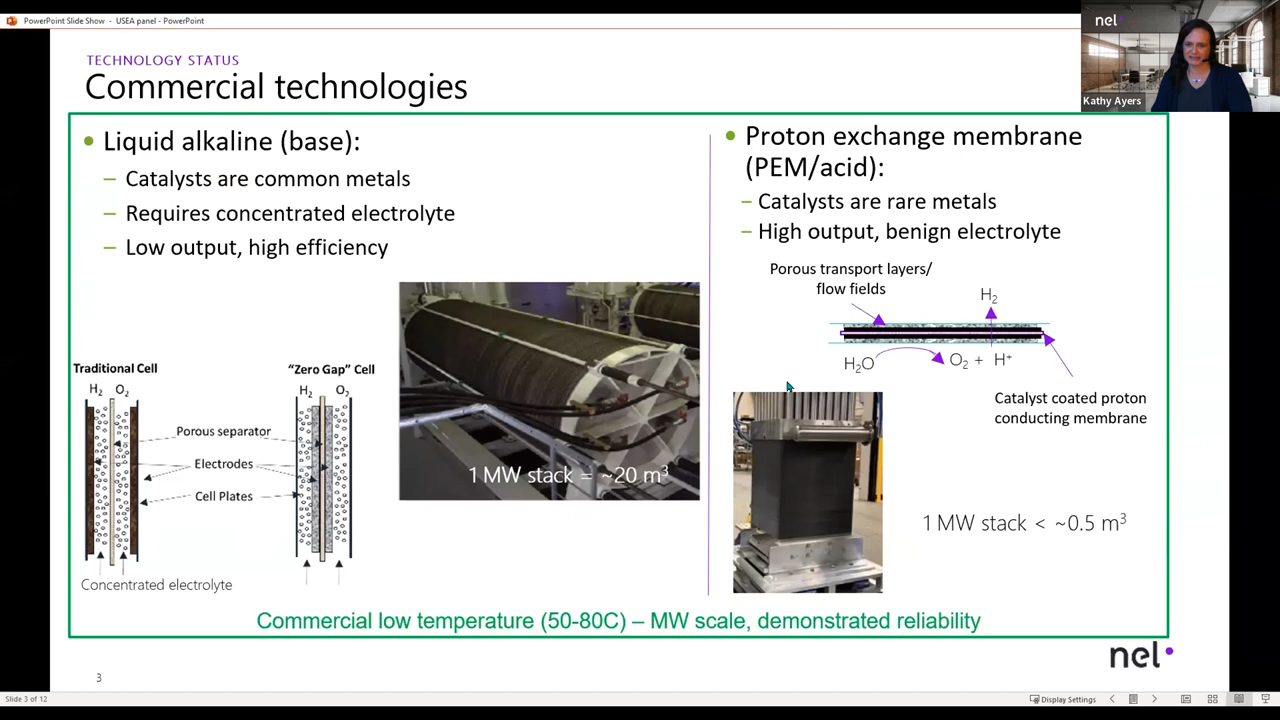 PowerPoint Slide Show - USEA panel - PowerPoint
nel
Kathy Ayers
TECHNOLOGY STATUS
Commercial technologies
• Liquid alkaline (base):
– Catalysts are common metals
– Requires concentrated electrolyte
– Low output, high efficiency
Traditional Cell
H₂ O₂
"Zero Gap" Cell
H₂ O₂
Porous separator
Electrodes
Cell Plates
Concentrated electrolyte
1 MW stack = ~20 m³
• Proton exchange membrane
(PEM/acid):
– Catalysts are rare metals
– High output, benign electrolyte
Porous transport layers/
flow fields
H₂
H₂O
O₂ + H⁺
Catalyst coated proton
conducting membrane
1 MW stack < ~0.5 m³
Commercial low temperature (50-80C) – MW scale, demonstrated reliability
nel
3
Slide 3 of 12
Display Settings